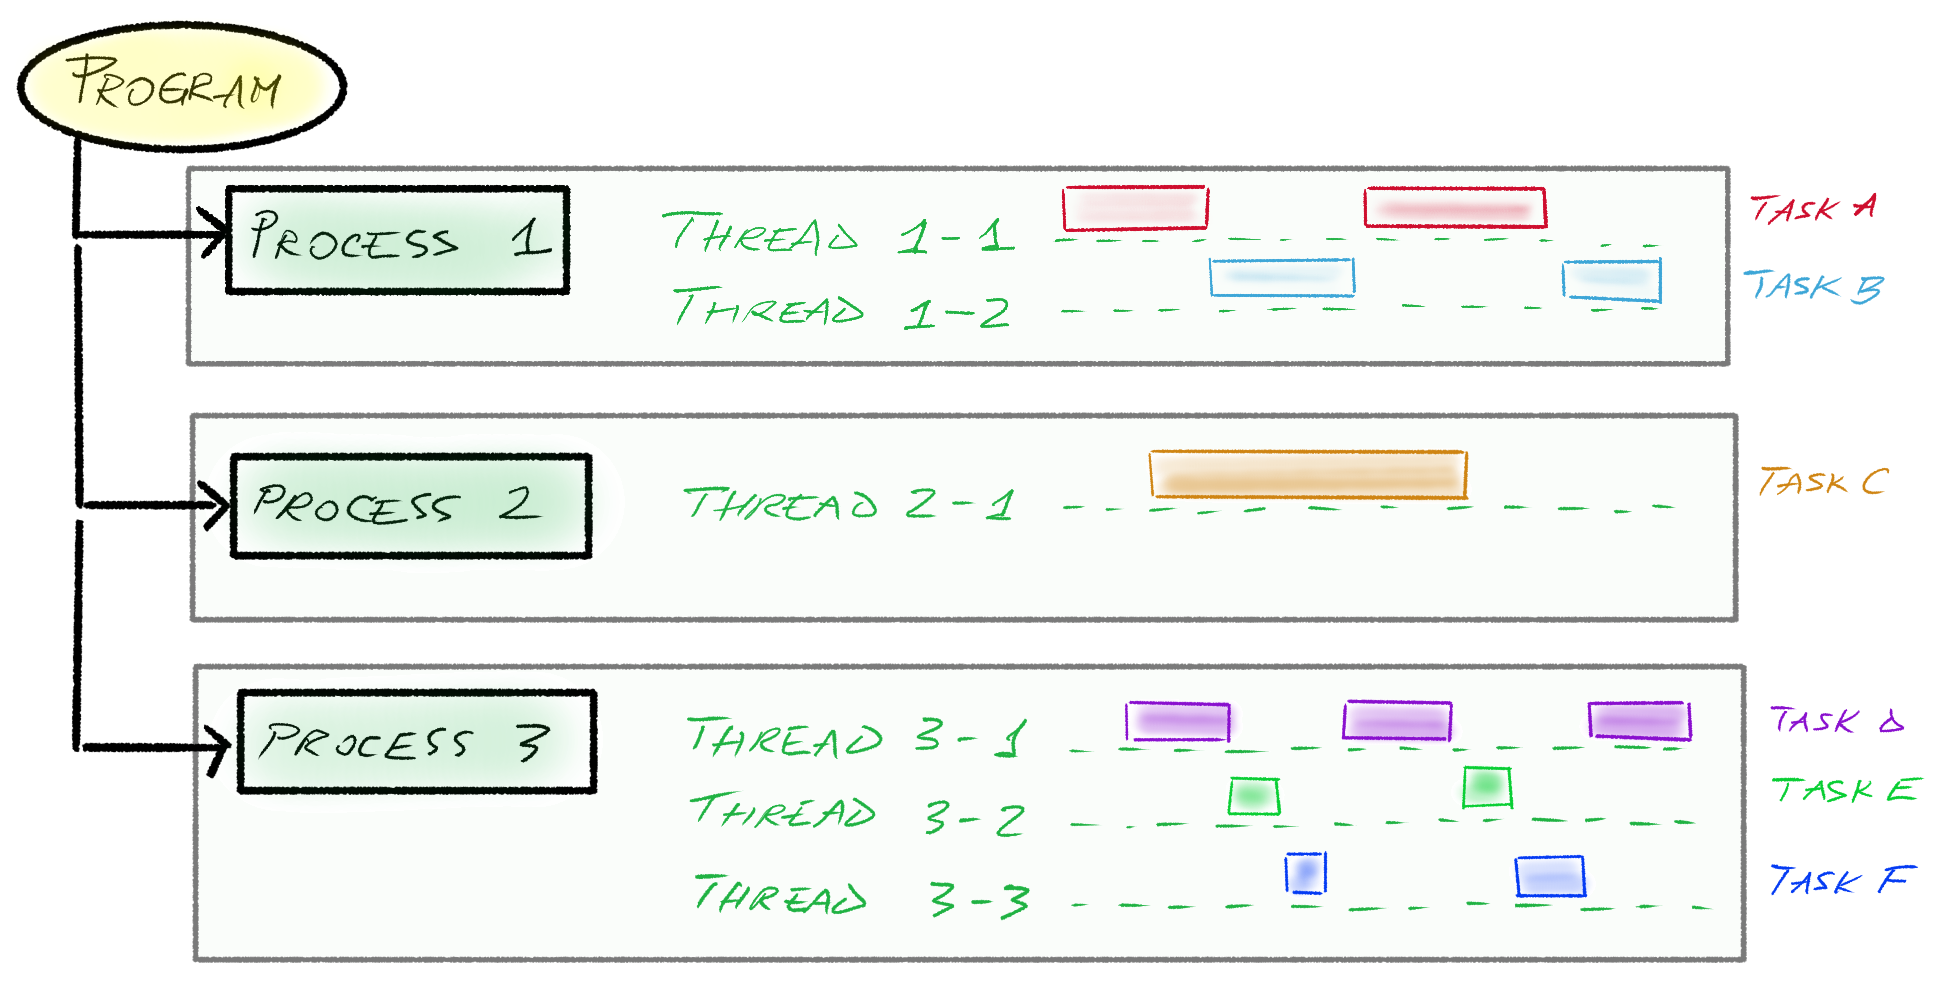 PROGRAM
PROCESS 1
THREAD 1-1
TASK A
THREAD 1-2
TASK B
PROCESS 2
THREAD 2-1
TASK C
PROCESS 3
THREAD 3-1
TASK D
THREAD 3-2
TASK E
THREAD 3-3
TASK F